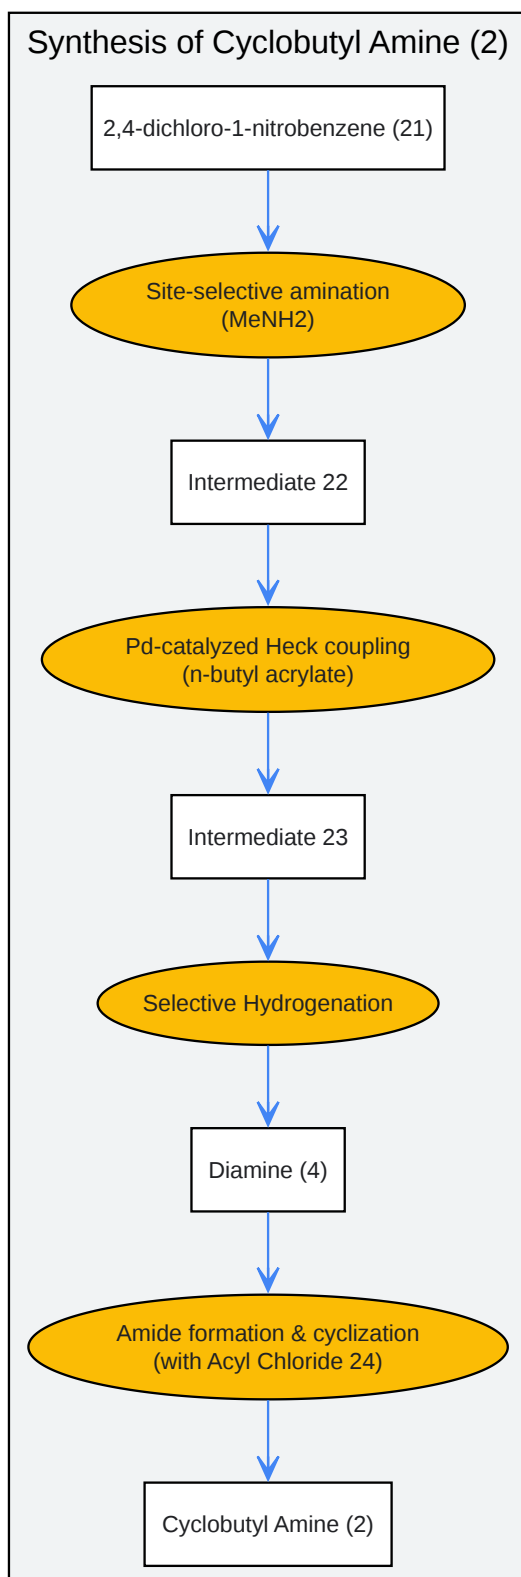 Synthesis of Cyclobutyl Amine (2)
2,4-dichloro-1-nitrobenzene (21)
Site-selective amination
(MeNH2)
Intermediate 22
Pd-catalyzed Heck coupling
(n-butyl acrylate)
Intermediate 23
Selective Hydrogenation
Diamine (4)
Amide formation & cyclization
(with Acyl Chloride 24)
Cyclobutyl Amine (2)